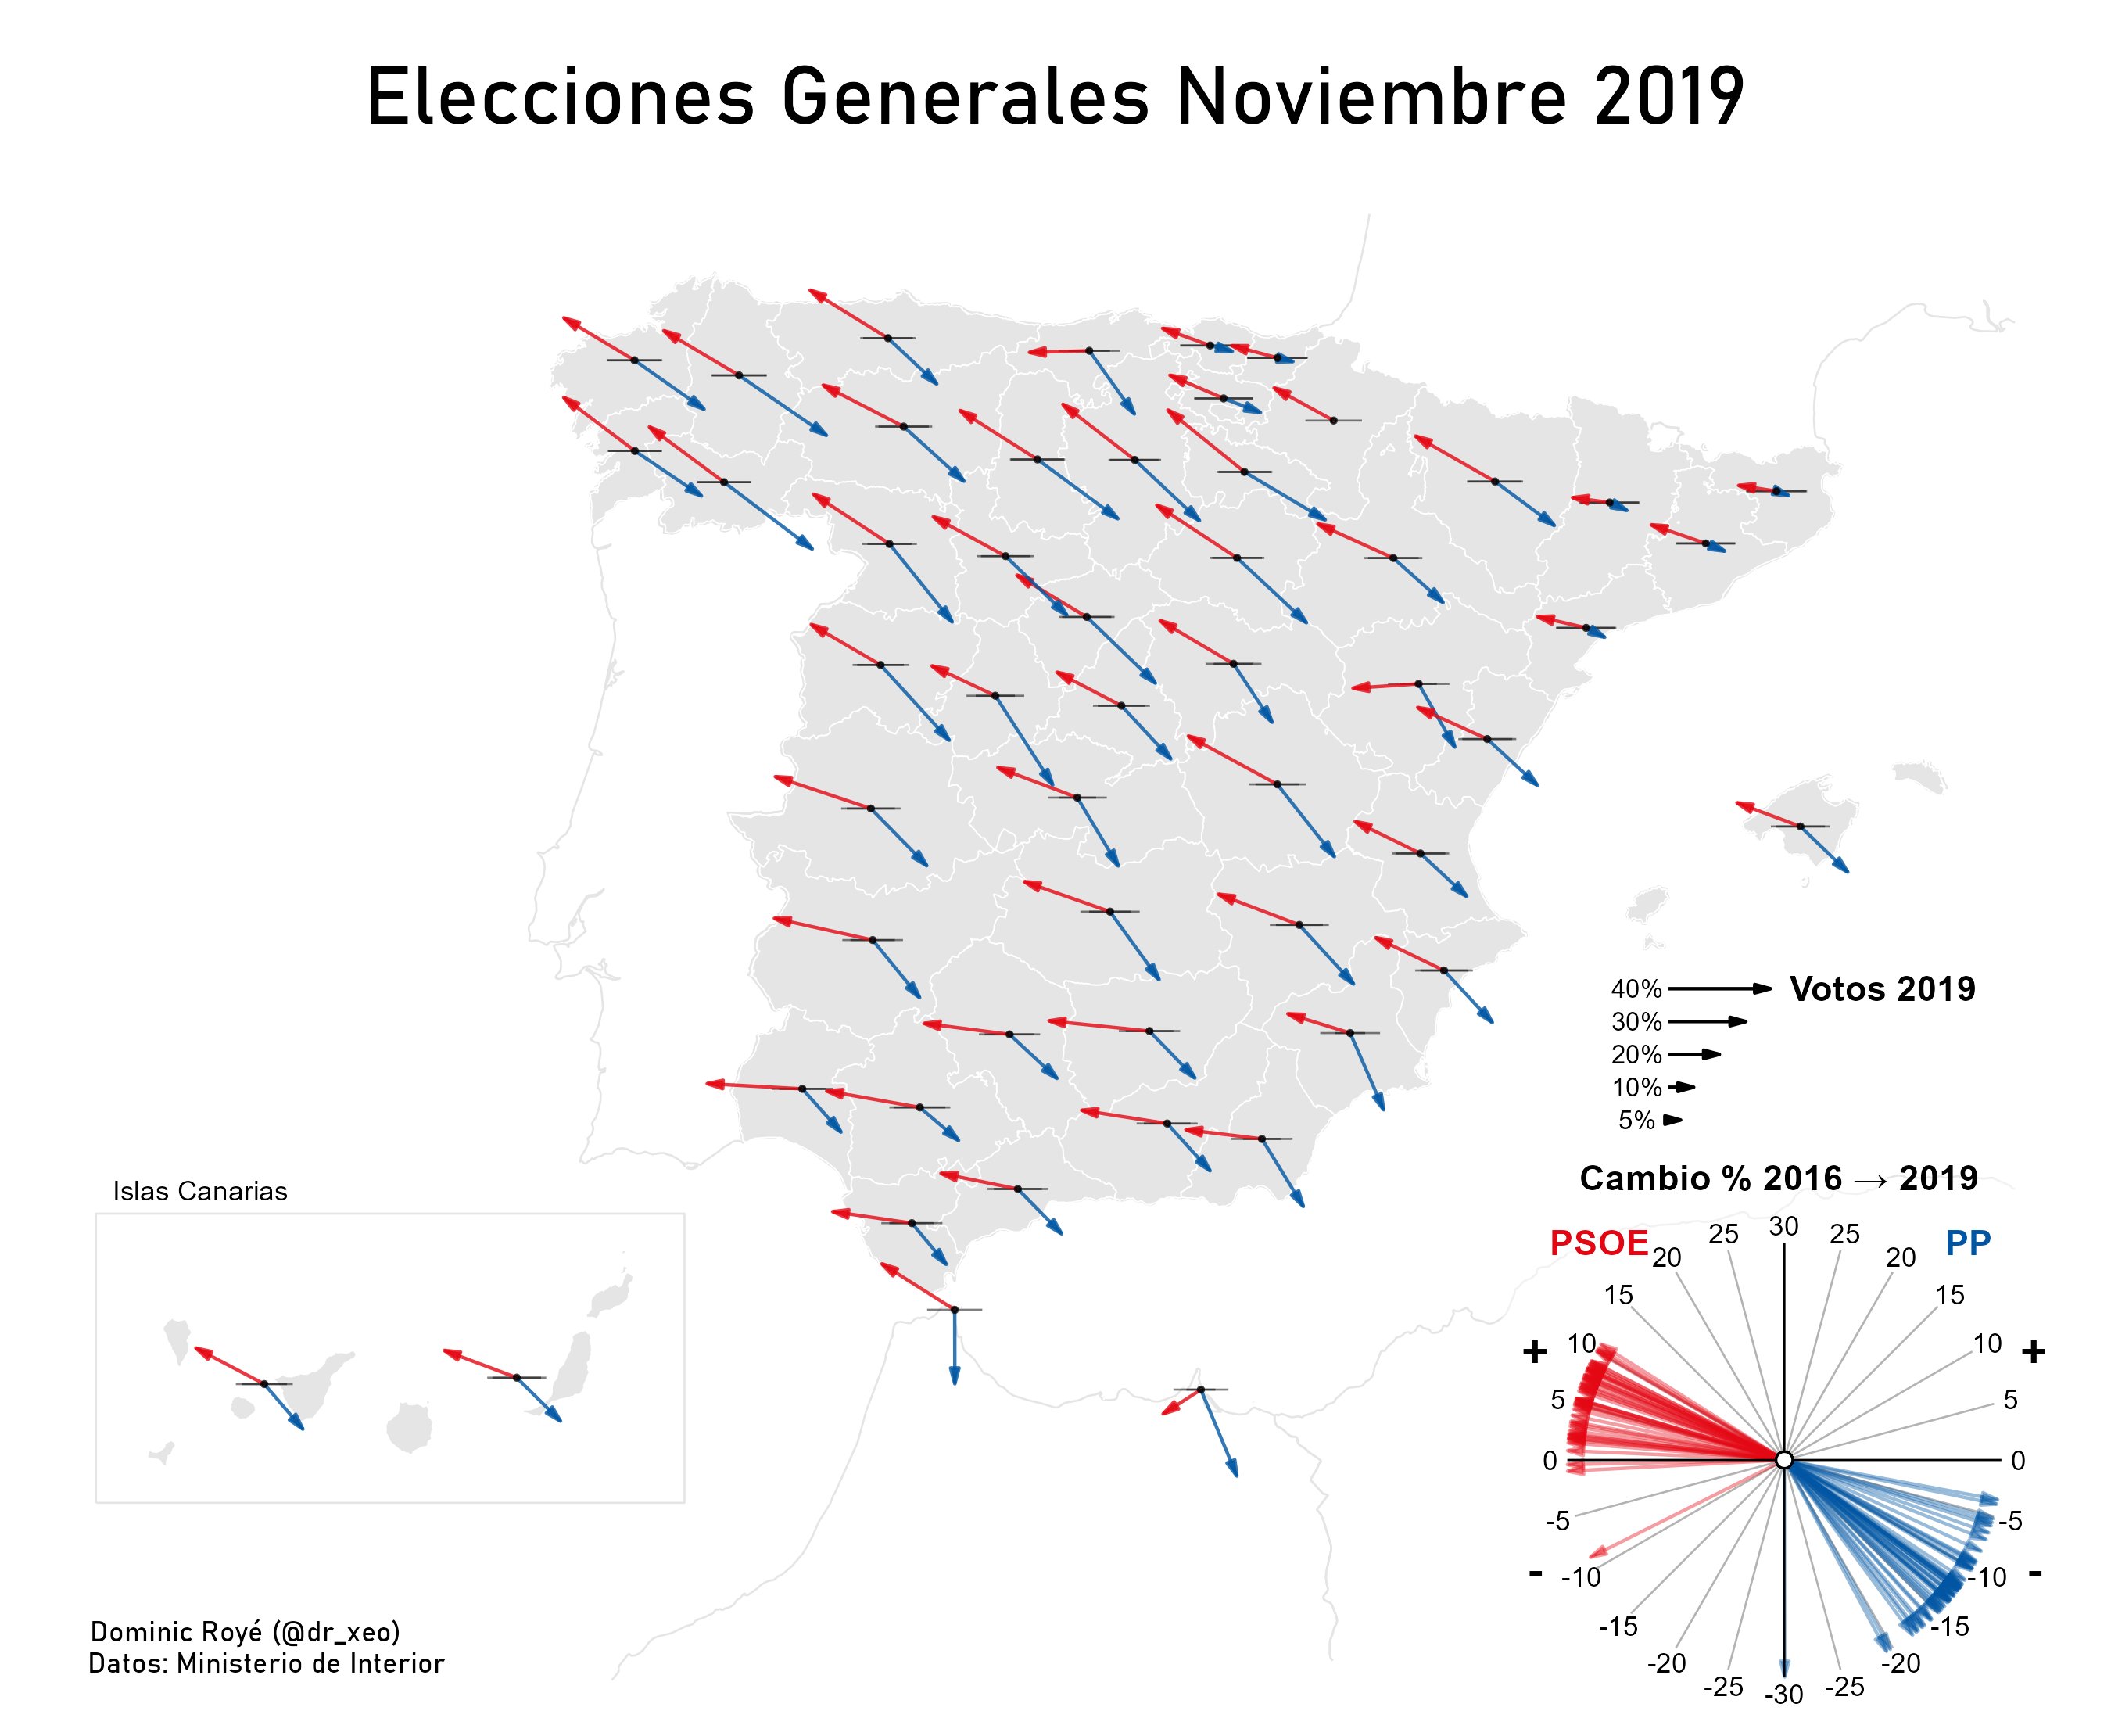 Elecciones Generales Noviembre 2019
40% Votos 2019
30%
20%
10%
5%
Islas Canarias
Cambio % 2016 → 2019
PSOE PP
30
25 25
20 20
15 15
10 10
+ +
5 5
0 0
-5 -5
-10 -10
- -
-15 -15
-20 -20
-25 -25
-30
Dominic Royé (@dr_xeo)
Datos: Ministerio de Interior